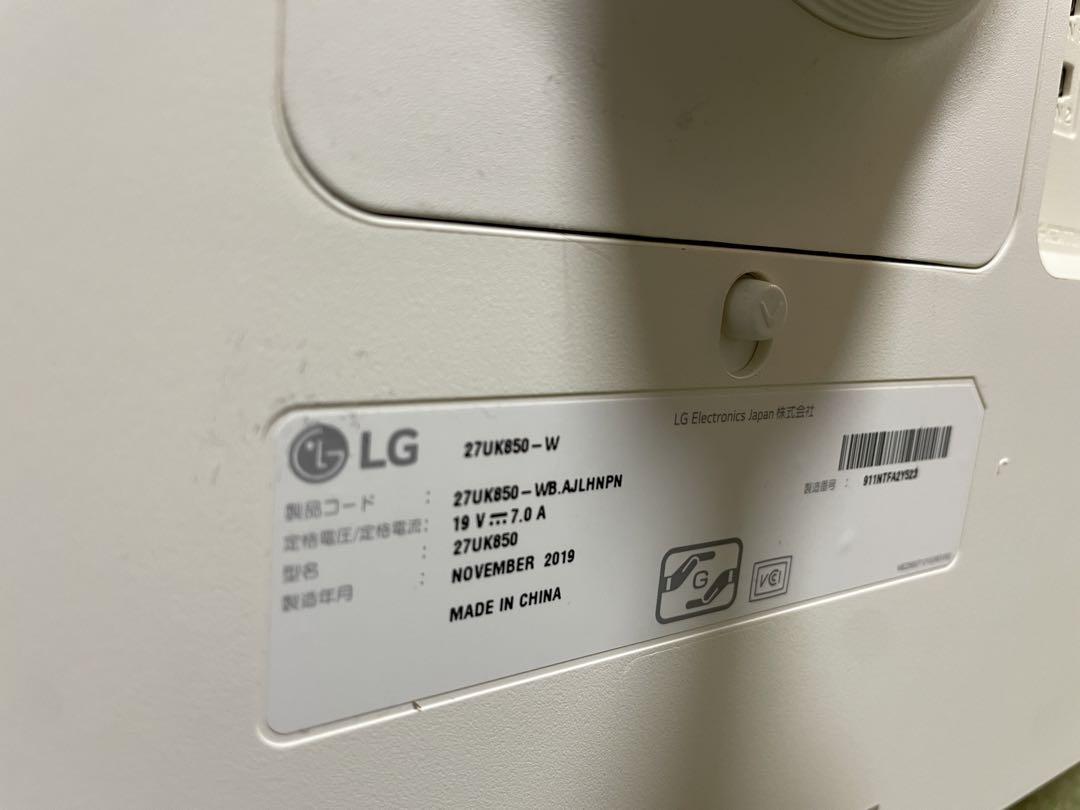 LG 27UK850-W
LG Electronics Japan 株式会社
製品コード : 27UK850-WB.AJLHNPN
定格電圧/定格電流: 19 V 7.0 A
型名 : 27UK850
製造年月 : NOVEMBER 2019
MADE IN CHINA
製造番号 : 911NTFA2Y523
G
VCCI